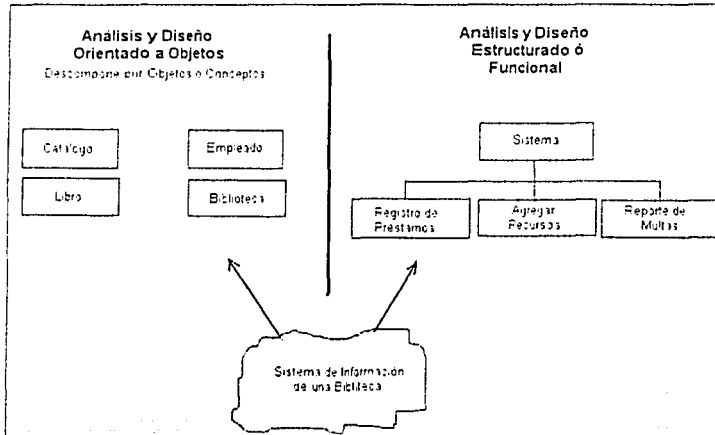 Análisis y Diseño
Orientado a Objetos
Descompone por Objetos o Conceptos
Catálogo
Empleado
Libro
Biblioteca
Análisis y Diseño
Estructurado ó
Funcional
Sistema
Registro de
Préstamos
Agregar
Recursos
Reporte de
Multas
Sistema de Información
de una Bibliteca